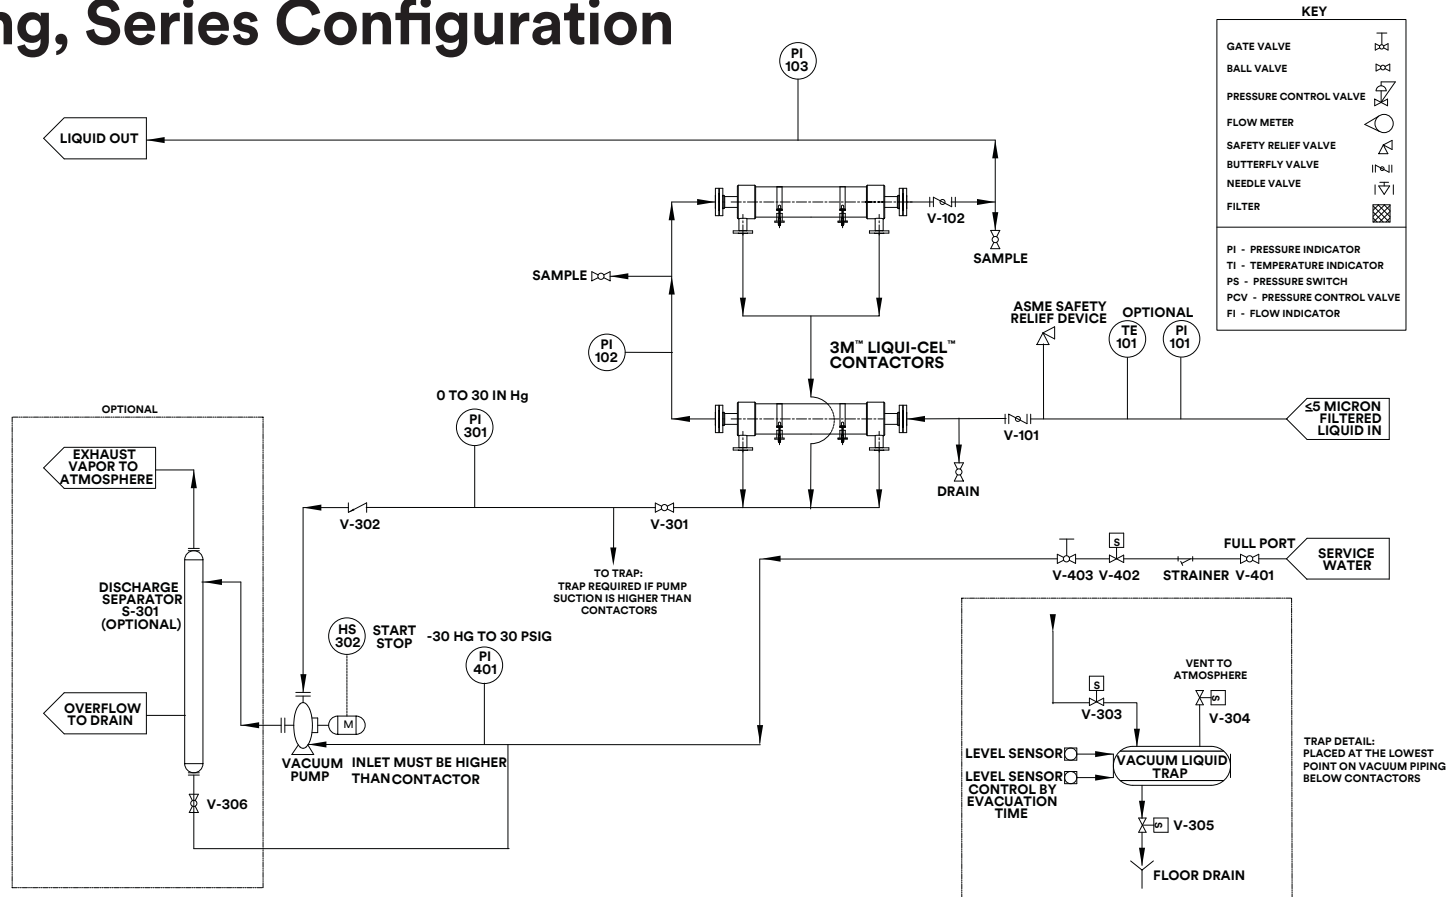 ng, Series Configuration
KEY
GATE VALVE
BALL VALVE
PRESSURE CONTROL VALVE
FLOW METER
SAFETY RELIEF VALVE
BUTTERFLY VALVE
NEEDLE VALVE
FILTER
PI - PRESSURE INDICATOR
TI - TEMPERATURE INDICATOR
PS - PRESSURE SWITCH
PCV - PRESSURE CONTROL VALVE
FI - FLOW INDICATOR
PI
103
LIQUID OUT
V-102
SAMPLE
SAMPLE
PI
102
3M™ LIQUI-CEL™
CONTACTORS
ASME SAFETY
RELIEF DEVICE
OPTIONAL
TE
101
PI
101
≤5 MICRON
FILTERED
LIQUID IN
V-101
DRAIN
OPTIONAL
0 TO 30 IN Hg
PI
301
EXHAUST
VAPOR TO
ATMOSPHERE
V-302
V-301
TO TRAP:
TRAP REQUIRED IF PUMP
SUCTION IS HIGHER THAN
CONTACTORS
FULL PORT
SERVICE
WATER
S
V-403
V-402
STRAINER
V-401
DISCHARGE
SEPARATOR
S-301
(OPTIONAL)
HS
302
START
STOP
-30 HG TO 30 PSIG
PI
401
OVERFLOW
TO DRAIN
M
VACUUM
PUMP
INLET MUST BE HIGHER
THAN CONTACTOR
V-306
VENT TO
ATMOSPHERE
S
V-303
S
V-304
LEVEL SENSOR
LEVEL SENSOR
CONTROL BY
EVACUATION
TIME
VACUUM LIQUID
TRAP
S
V-305
FLOOR DRAIN
TRAP DETAIL:
PLACED AT THE LOWEST
POINT ON VACUUM PIPING
BELOW CONTACTORS